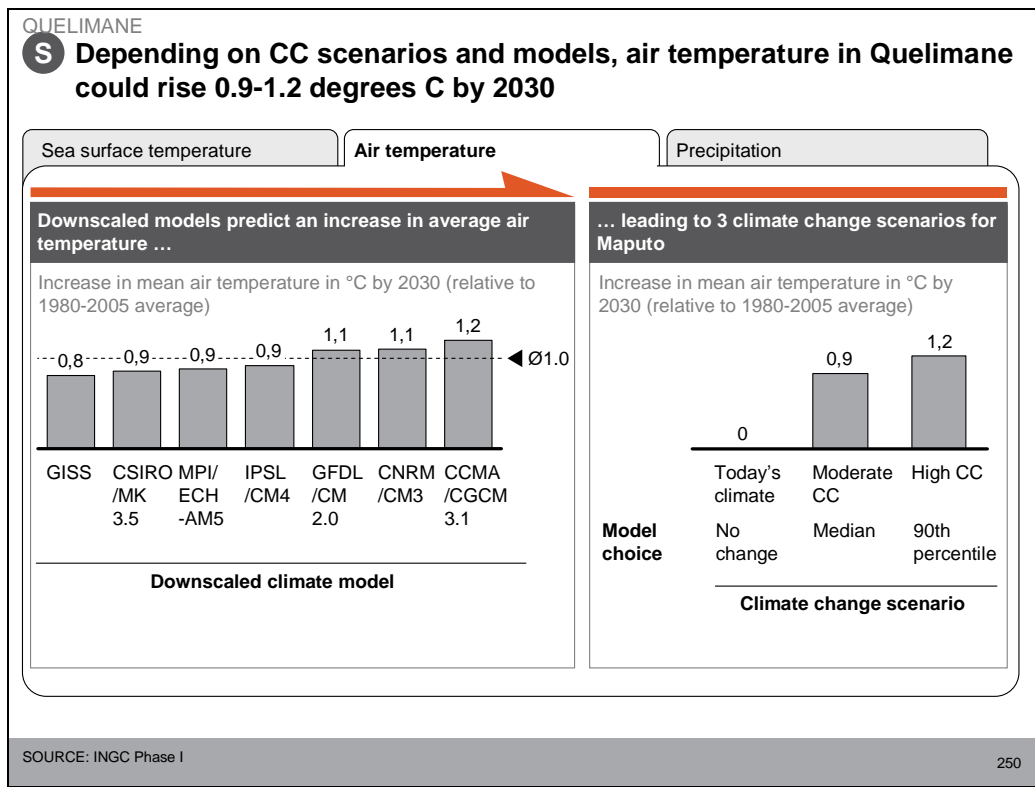 QUELIMANE
S Depending on CC scenarios and models, air temperature in Quelimane
could rise 0.9-1.2 degrees C by 2030
Sea surface temperature
Air temperature
Precipitation
Downscaled models predict an increase in average air
temperature …
Increase in mean air temperature in °C by 2030 (relative to
1980-2005 average)
0,8 0,9 0,9 0,9 1,1 1,1 1,2
Ø1.0
GISS CSIRO MPI/ IPSL GFDL CNRM CCMA
/MK ECH /CM4 /CM /CM3 /CGCM
3.5 -AM5 2.0 3.1
Downscaled climate model
… leading to 3 climate change scenarios for
Maputo
Increase in mean air temperature in °C by
2030 (relative to 1980-2005 average)
0 0,9 1,2
Today’s Moderate High CC
climate CC
Model No Median 90th
choice change percentile
Climate change scenario
SOURCE: INGC Phase I
250